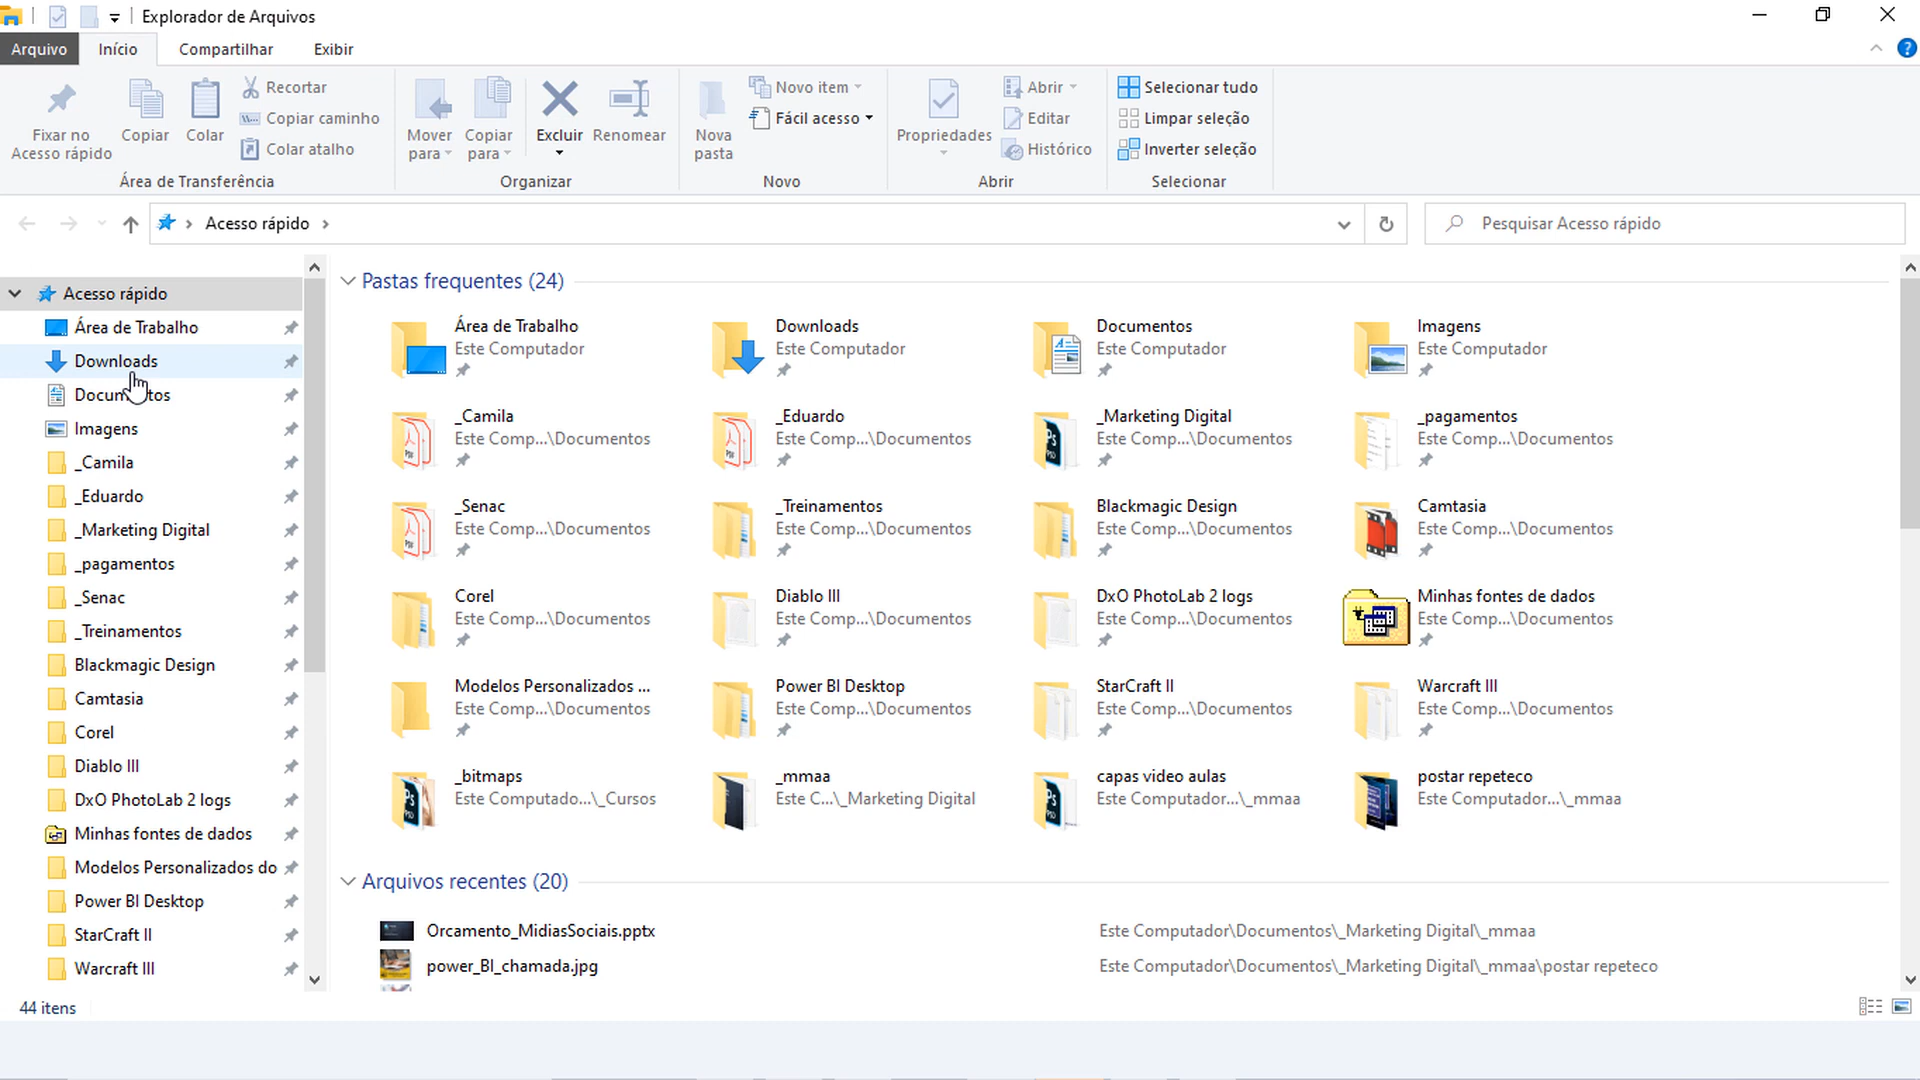 Explorador de Arquivos
Arquivo Início Compartilhar Exibir
Fixar no
Acesso rápido
Copiar
Colar
Recortar
Copiar caminho
Colar atalho
Área de Transferência
Mover
para
Copiar
para
Excluir
Renomear
Organizar
Nova
pasta
Novo item
Fácil acesso
Novo
Propriedades
Abrir
Editar
Histórico
Abrir
Selecionar tudo
Limpar seleção
Inverter seleção
Selecionar
Acesso rápido
Pesquisar Acesso rápido
Acesso rápido
Área de Trabalho
Downloads
Documentos
Imagens
_Camila
_Eduardo
_Marketing Digital
_pagamentos
_Senac
_Treinamentos
Blackmagic Design
Camtasia
Corel
Diablo III
DxO PhotoLab 2 logs
Minhas fontes de dados
Modelos Personalizados do
Power BI Desktop
StarCraft II
Warcraft III
Pastas frequentes (24)
Área de Trabalho
Este Computador
Downloads
Este Computador
Documentos
Este Computador
Imagens
Este Computador
_Camila
Este Comp...\Documentos
_Eduardo
Este Comp...\Documentos
_Marketing Digital
Este Comp...\Documentos
_pagamentos
Este Comp...\Documentos
_Senac
Este Comp...\Documentos
_Treinamentos
Este Comp...\Documentos
Blackmagic Design
Este Comp...\Documentos
Camtasia
Este Comp...\Documentos
Corel
Este Comp...\Documentos
Diablo III
Este Comp...\Documentos
DxO PhotoLab 2 logs
Este Comp...\Documentos
Minhas fontes de dados
Este Comp...\Documentos
Modelos Personalizados ...
Este Comp...\Documentos
Power BI Desktop
Este Comp...\Documentos
StarCraft II
Este Comp...\Documentos
Warcraft III
Este Comp...\Documentos
_bitmaps
Este Computado...\_Cursos
_mmaa
Este C...\_Marketing Digital
capas video aulas
Este Computador...\_mmaa
postar repeteco
Este Computador...\_mmaa
Arquivos recentes (20)
Orcamento_MidiasSociais.pptx Este Computador\Documentos\_Marketing Digital\_mmaa
power_BI_chamada.jpg Este Computador\Documentos\_Marketing Digital\_mmaa\postar repeteco
44 itens